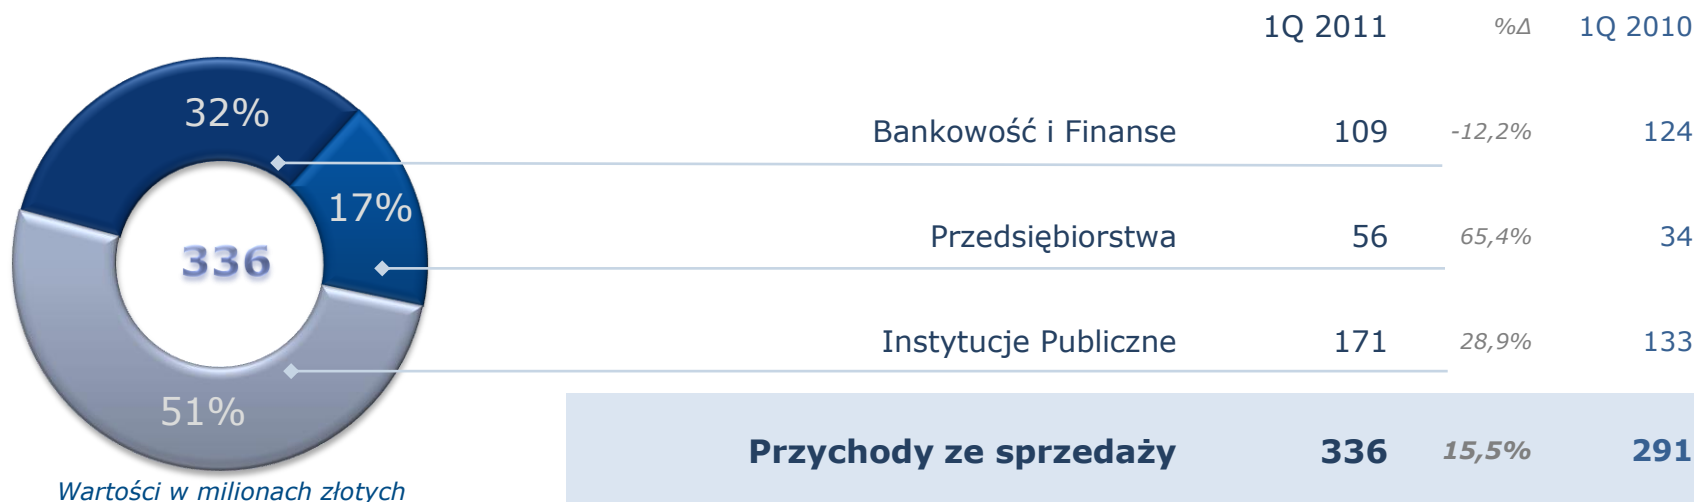 1Q 2011 %Δ 1Q 2010
32%
Bankowość i Finanse 109 -12,2% 124
17%
Przedsiębiorstwa 56 65,4% 34
336
Instytucje Publiczne 171 28,9% 133
51%
Przychody ze sprzedaży 336 15,5% 291
Wartości w milionach złotych